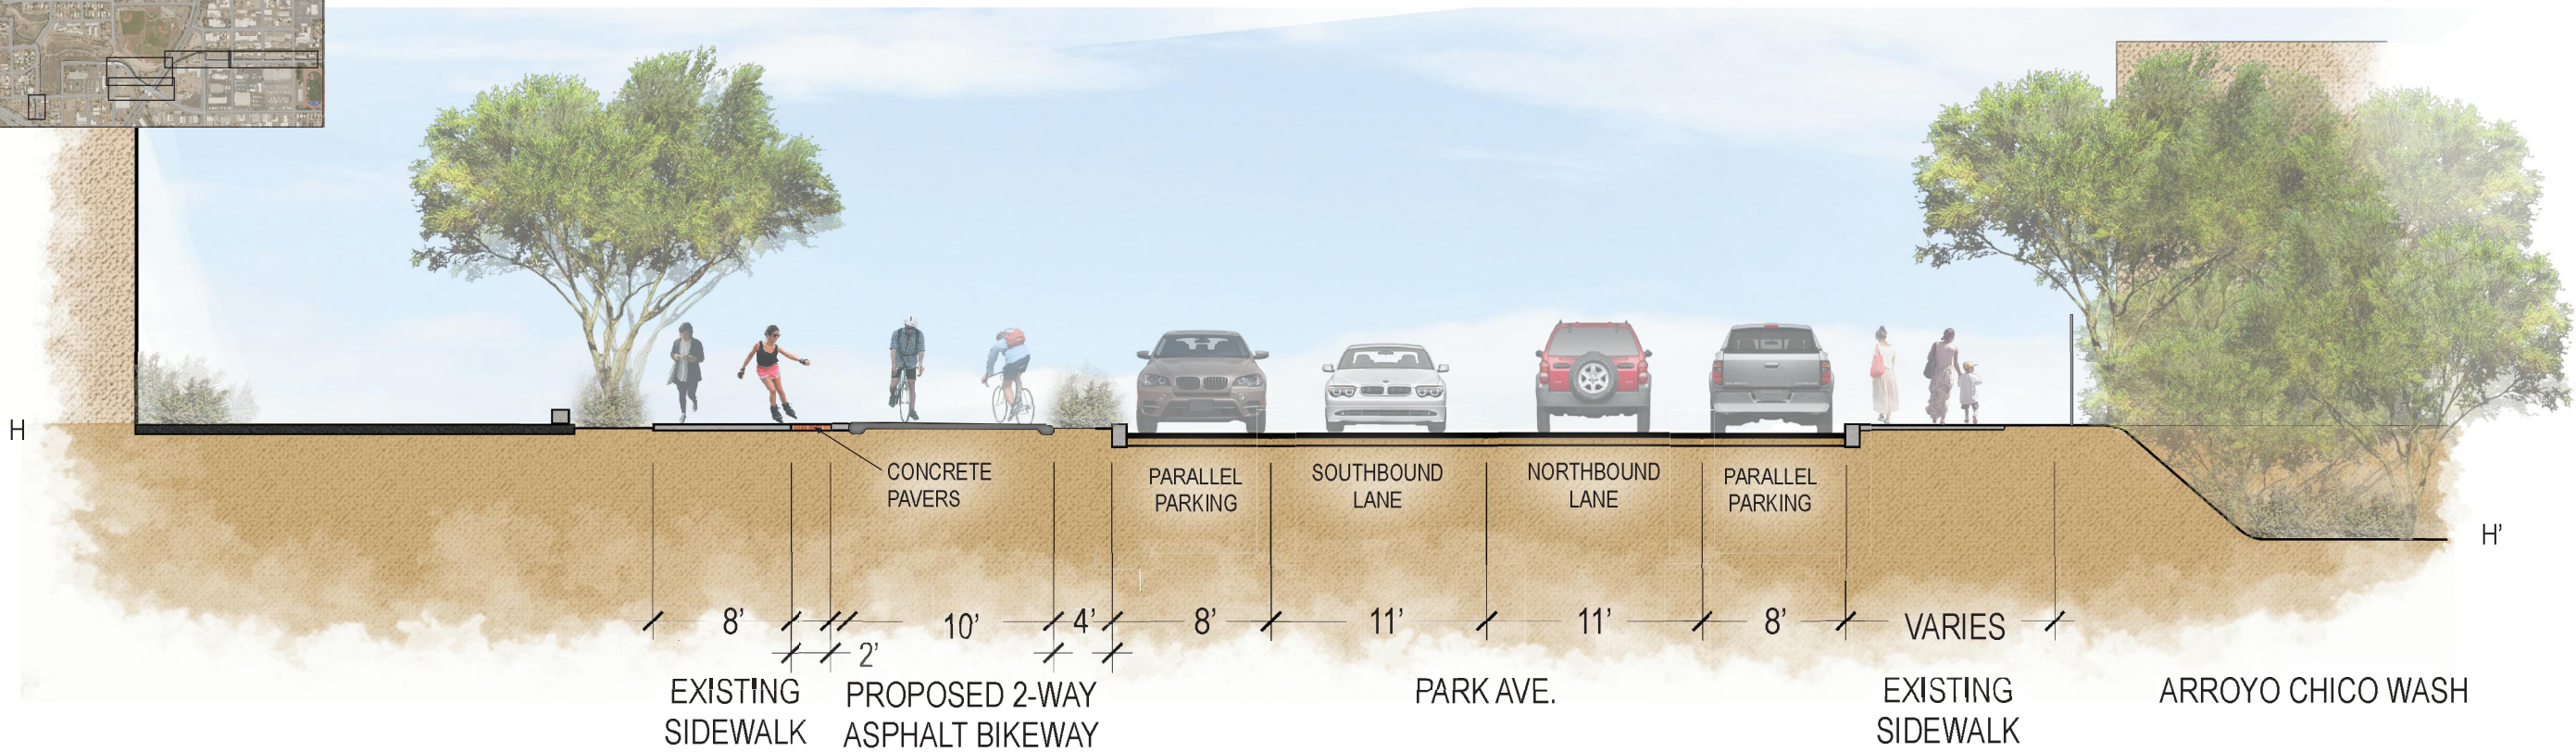 H
CONCRETE
PAVERS
PARALLEL
PARKING
SOUTHBOUND
LANE
NORTHBOUND
LANE
PARALLEL
PARKING
H’
8’
10’
4’
8’
11’
11’
8’
VARIES
2’
EXISTING
SIDEWALK
PROPOSED 2-WAY
ASPHALT BIKEWAY
PARK AVE.
EXISTING
SIDEWALK
ARROYO CHICO WASH